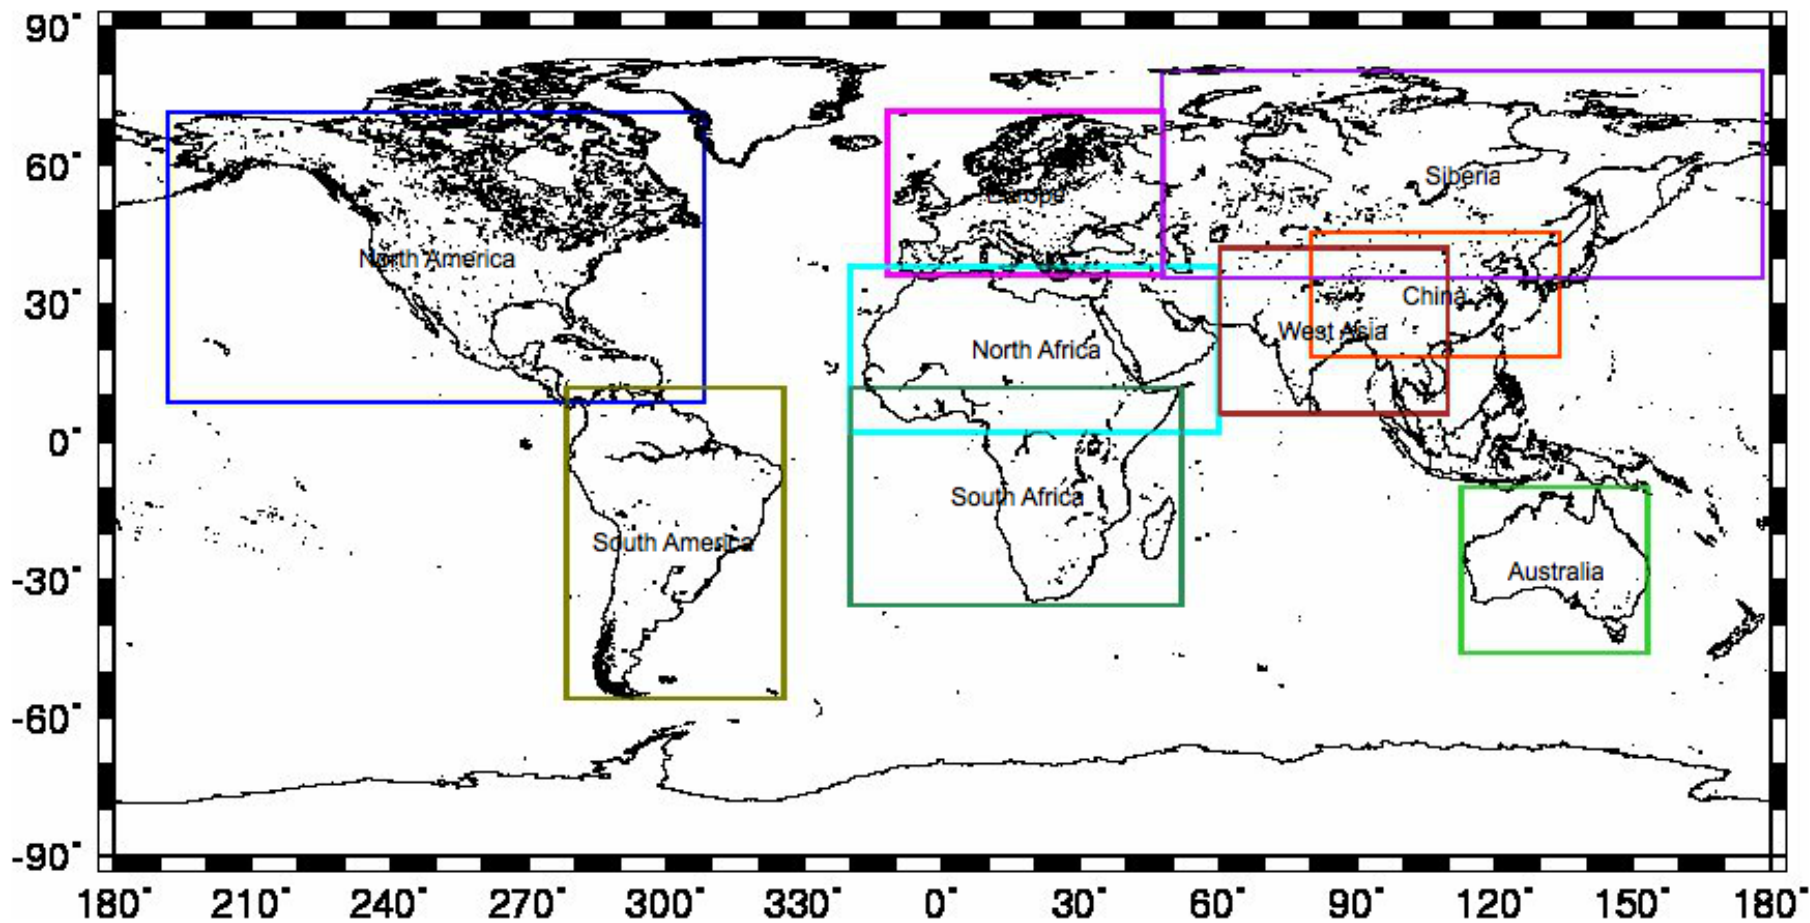 90°
60°
30°
0°
-30°
-60°
-90°
Siberia
Europe
North America
China
West Asia
North Africa
South Africa
South America
Australia
180° 210° 240° 270° 300° 330° 0° 30° 60° 90° 120° 150° 180°